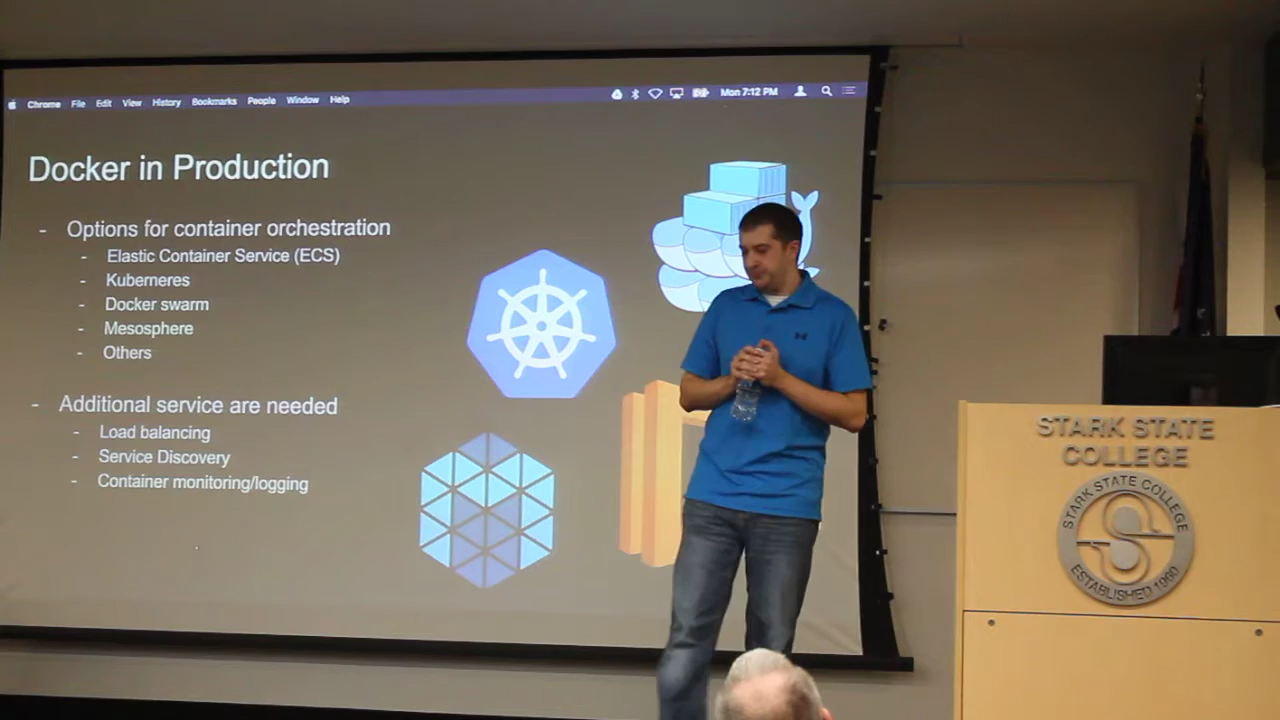 Chrome File Edit View History Bookmarks People Window Help Mon 7:12 PM
Docker in Production
- Options for container orchestration
- Elastic Container Service (ECS)
- Kuberneres
- Docker swarm
- Mesosphere
- Others
- Additional service are needed
- Load balancing
- Service Discovery
- Container monitoring/logging
STARK STATE
COLLEGE
STARK STATE COLLEGE
ESTABLISHED 1960